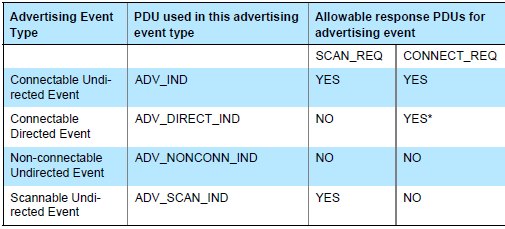 Advertising Event PDU used in this advertising Allowable response PDUs for
Type event type advertising event
SCAN_REQ CONNECT_REQ
Connectable Undi- ADV_IND YES YES
rected Event
Connectable ADV_DIRECT_IND NO YES*
Directed Event
Non-connectable ADV_NONCONN_IND NO NO
Undirected Event
Scannable Undi- ADV_SCAN_IND YES NO
rected Event